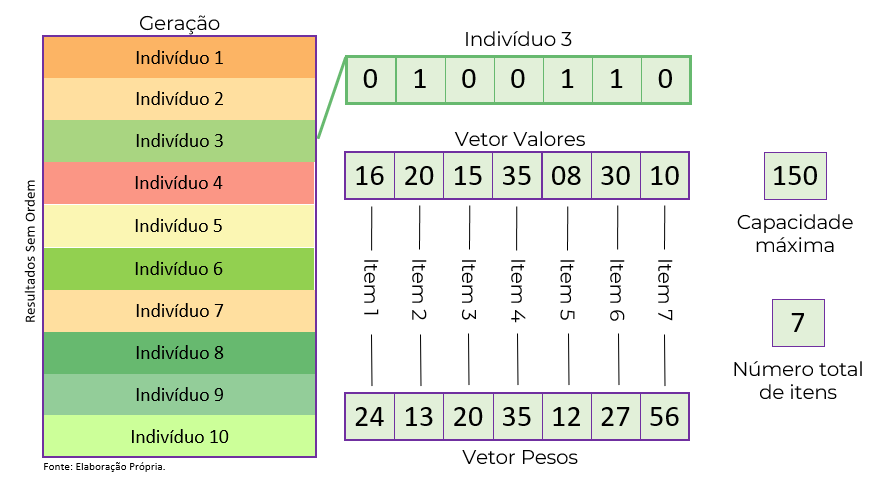 Geração
Indivíduo 1
Indivíduo 2
Indivíduo 3
Indivíduo 4
Indivíduo 5
Indivíduo 6
Indivíduo 7
Indivíduo 8
Indivíduo 9
Indivíduo 10
Resultados Sem Ordem
Fonte: Elaboração Própria.
Indivíduo 3
0 1 0 0 1 1 0
Vetor Valores
16 20 15 35 08 30 10
Item 1
Item 2
Item 3
Item 4
Item 5
Item 6
Item 7
24 13 20 35 12 27 56
Vetor Pesos
150
Capacidade
máxima
7
Número total
de itens